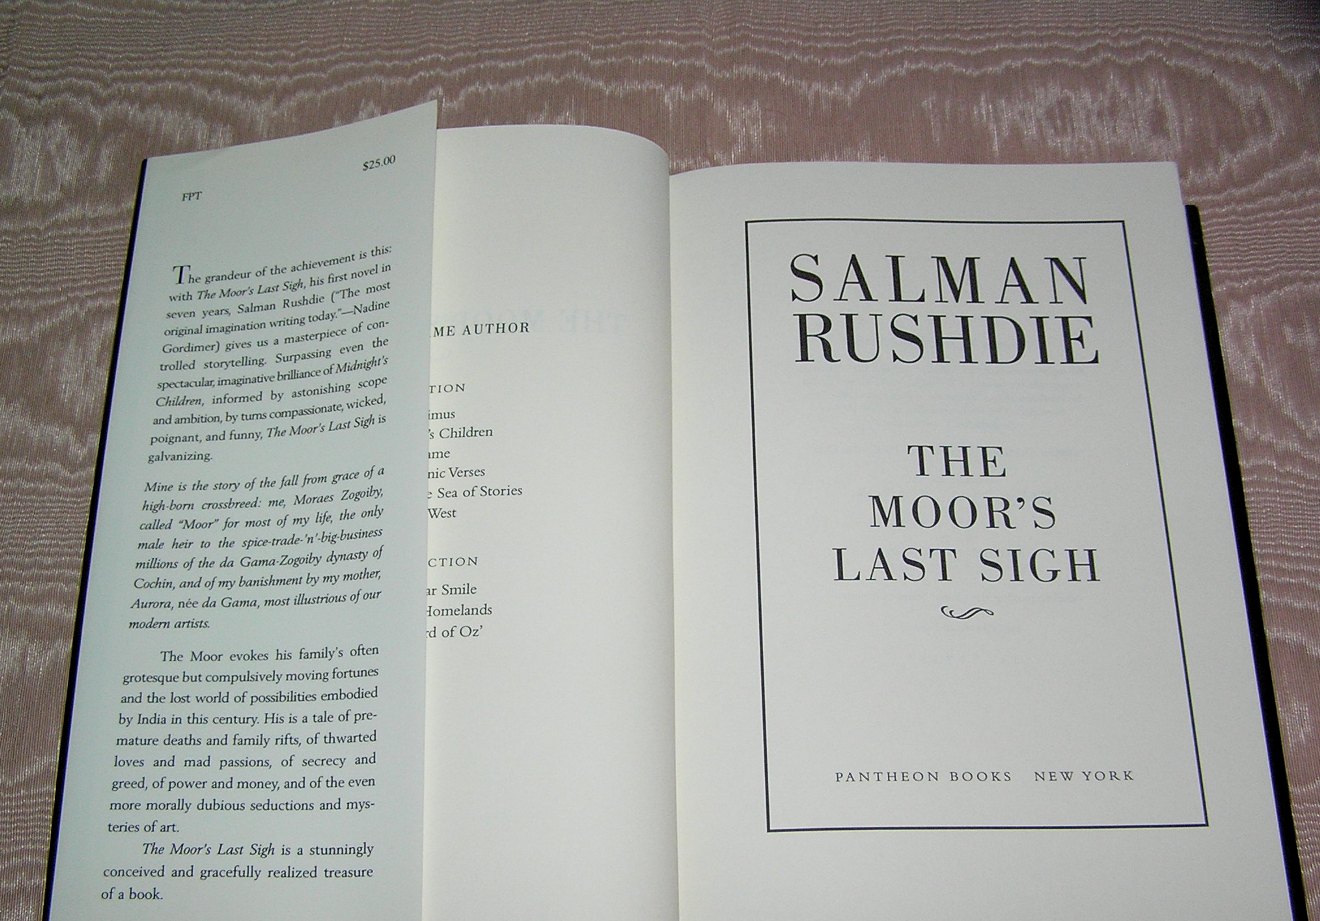 $25.00
FPT
The grandeur of the achievement is this:
with The Moor's Last Sigh, his first novel in
seven years, Salman Rushdie ("The most
original imagination writing today."—Nadine
Gordimer) gives us a masterpiece of con-
trolled storytelling. Surpassing even the
spectacular, imaginative brilliance of Midnight's
Children, informed by astonishing scope
and ambition, by turns compassionate, wicked,
poignant, and funny, The Moor's Last Sigh is
galvanizing.
Mine is the story of the fall from grace of a
high-born crossbreed: me, Moraes Zogoiby,
called "Moor" for most of my life, the only
male heir to the spice-trade-'n'-big-business
millions of the da Gama-Zogoiby dynasty of
Cochin, and of my banishment by my mother,
Aurora, née da Gama, most illustrious of our
modern artists.
The Moor evokes his family's often
grotesque but compulsively moving fortunes
and the lost world of possibilities embodied
by India in this century. His is a tale of pre-
mature deaths and family rifts, of thwarted
loves and mad passions, of secrecy and
greed, of power and money, and of the even
more morally dubious seductions and mys-
teries of art.
The Moor's Last Sigh is a stunningly
conceived and gracefully realized treasure
of a book.
ME AUTHOR
TION
imus
's Children
ame
nic Verses
e Sea of Stories
West
CTION
ar Smile
Homelands
rd of Oz'
SALMAN
RUSHDIE
THE
MOOR'S
LAST SIGH
PANTHEON BOOKS NEW YORK